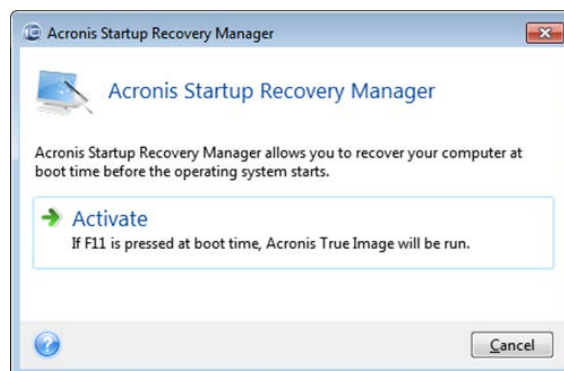 Acronis Startup Recovery Manager
Acronis Startup Recovery Manager
Acronis Startup Recovery Manager allows you to recover your computer at
boot time before the operating system starts.
Activate
If F11 is pressed at boot time, Acronis True Image will be run.
Cancel